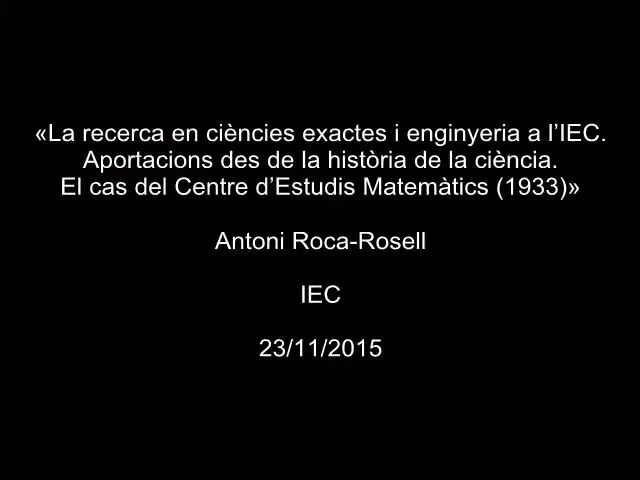 «La recerca en ciències exactes i enginyeria a l’IEC.
Aportacions des de la història de la ciència.
El cas del Centre d’Estudis Matemàtics (1933)»
Antoni Roca-Rosell
IEC
23/11/2015